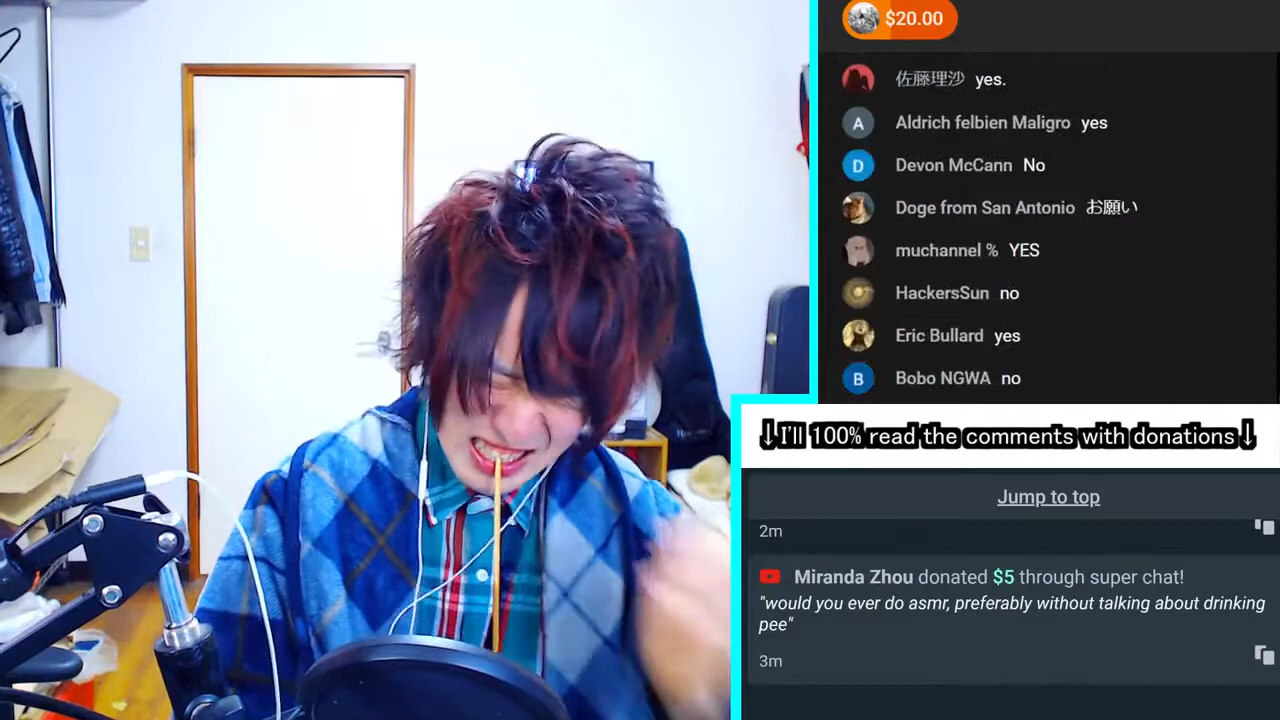 $20.00
佐藤理沙 yes.
A Aldrich felbien Maligro yes
D Devon McCann No
Doge from San Antonio お願い
muchannel % YES
HackersSun no
Eric Bullard yes
B Bobo NGWA no
↓I'll 100% read the comments with donations↓
Jump to top
2m
Miranda Zhou donated $5 through super chat!
"would you ever do asmr, preferably without talking about drinking
pee"
3m